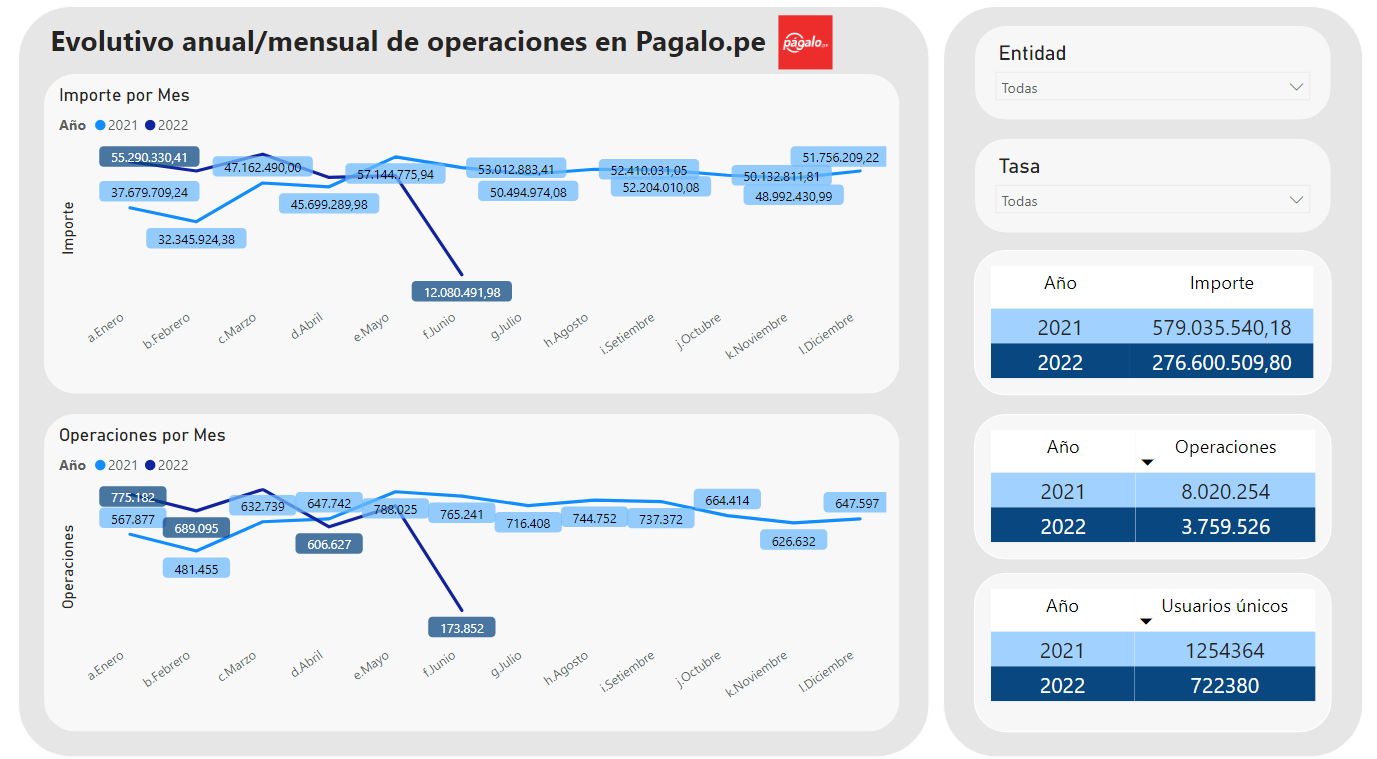 Evolutivo anual/mensual de operaciones en Pagalo.pe
págalo.pe
Importe por Mes
Año 2021 2022
55.290.330,41
37.679.709,24
32.345.924,38
47.162.490,00
45.699.289,98
57.144.775,94
12.080.491,98
53.012.883,41
50.494.974,08
52.410.031,05
52.204.010,08
50.132.811,81
48.992.430,99
51.756.209,22
Importe
a.Enero
b.Febrero
c.Marzo
d.Abril
e.Mayo
f.Junio
g.Julio
h.Agosto
i.Setiembre
j.Octubre
k.Noviembre
l.Diciembre
Operaciones por Mes
Año 2021 2022
775.182
567.877
689.095
481.455
632.739
647.742
606.627
788.025
765.241
173.852
716.408
744.752
737.372
664.414
626.632
647.597
Operaciones
a.Enero
b.Febrero
c.Marzo
d.Abril
e.Mayo
f.Junio
g.Julio
h.Agosto
i.Setiembre
j.Octubre
k.Noviembre
l.Diciembre
Entidad
Todas
Tasa
Todas
Año Importe
2021 579.035.540,18
2022 276.600.509,80
Año Operaciones
2021 8.020.254
2022 3.759.526
Año Usuarios únicos
2021 1254364
2022 722380